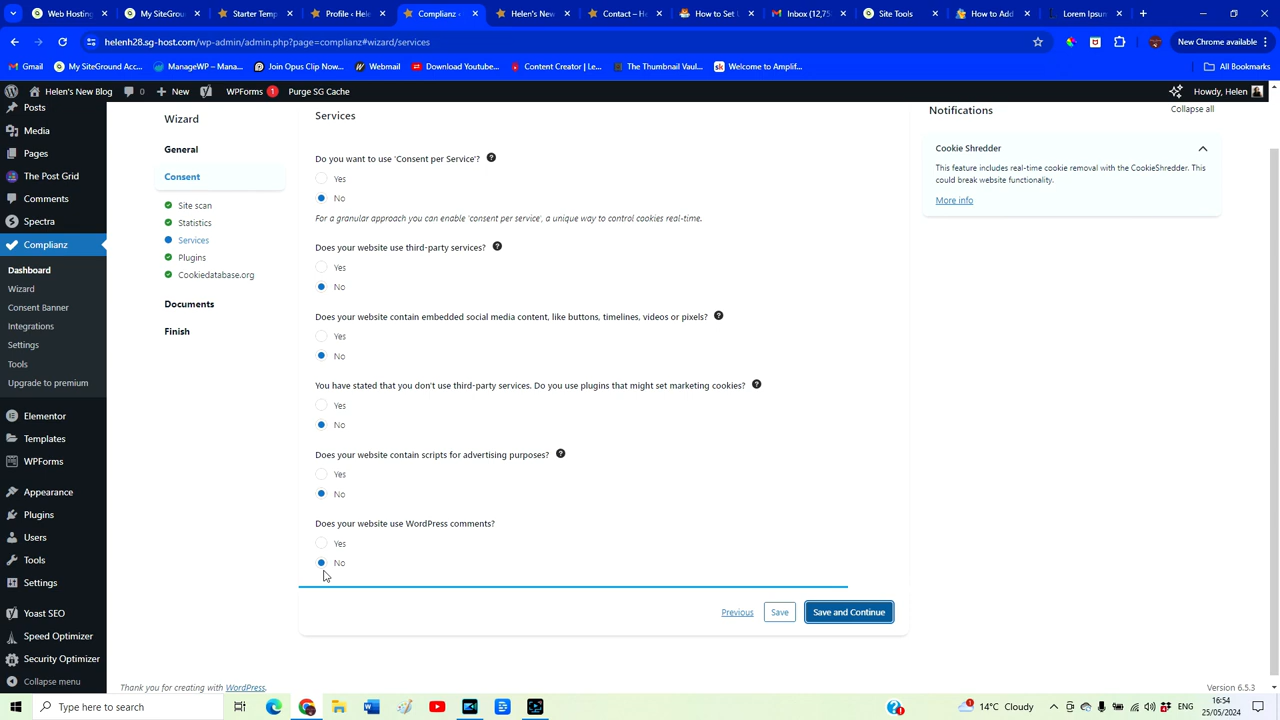 Web Hosting
My SiteGround
Starter Temp
Profile ‹ Hele
Complianz ‹
Helen's New
Contact – He
How to Set U
Inbox (12,75
Site Tools
How to Add
Lorem Ipsum
helenh28.sg-host.com/wp-admin/admin.php?page=complianz#wizard/services
New Chrome available
Gmail
My SiteGround Acc...
ManageWP – Mana...
Join Opus Clip Now...
Webmail
Download Youtube...
Content Creator | Le...
The Thumbnail Vaul...
Welcome to Amplif...
All Bookmarks
Helen's New Blog
0
New
WPForms 1
Purge SG Cache
Howdy, Helen
Posts
Media
Pages
The Post Grid
Comments
Spectra
Complianz
Dashboard
Wizard
Consent Banner
Integrations
Settings
Tools
Upgrade to premium
Elementor
Templates
WPForms
Appearance
Plugins
Users
Tools
Settings
Yoast SEO
Speed Optimizer
Security Optimizer
Collapse menu
Wizard
General
Consent
Site scan
Statistics
Services
Plugins
Cookiedatabase.org
Documents
Finish
Services
Do you want to use 'Consent per Service'?
Yes
No
For a granular approach you can enable 'consent per service', a unique way to control cookies real-time.
Does your website use third-party services?
Yes
No
Does your website contain embedded social media content, like buttons, timelines, videos or pixels?
Yes
No
You have stated that you don't use third-party services. Do you use plugins that might set marketing cookies?
Yes
No
Does your website contain scripts for advertising purposes?
Yes
No
Does your website use WordPress comments?
Yes
No
Previous
Save
Save and Continue
Notifications
Collapse all
Cookie Shredder
This feature includes real-time cookie removal with the CookieShredder. This
could break website functionality.
More info
Thank you for creating with WordPress.
Version 6.5.3
Type here to search
14°C Cloudy
ENG
16:54
25/05/2024